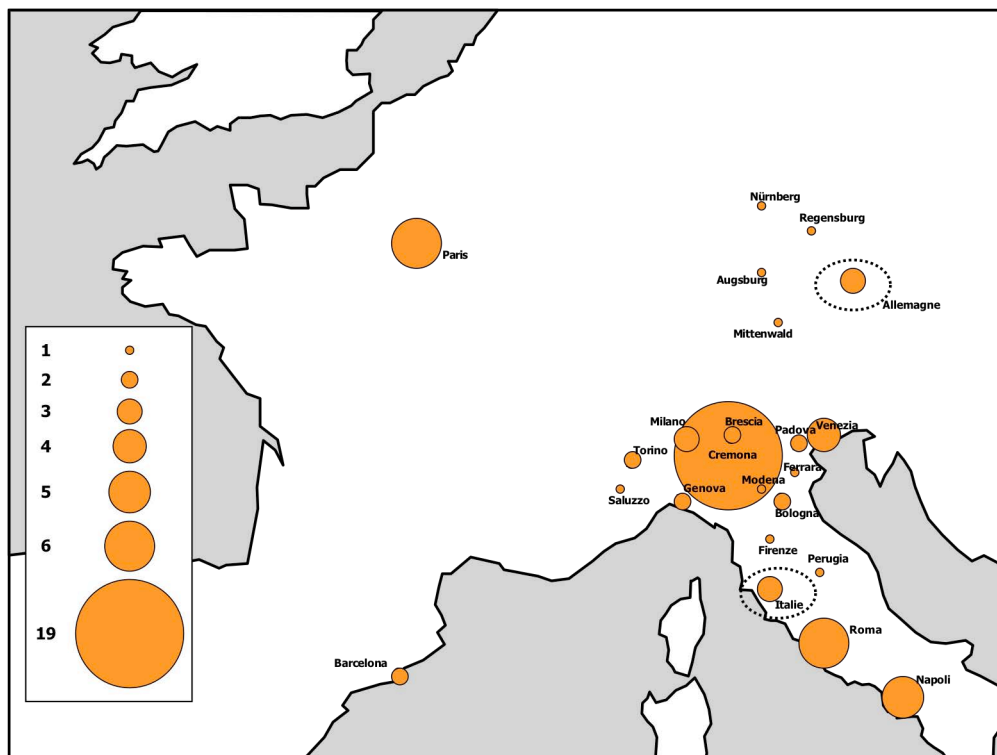 Nürnberg
Regensburg
Paris
Augsburg
Allemagne
Mittenwald
1
2
3
4
5
6
19
Milano
Brescia
Padova
Venezia
Torino
Cremona
Ferrara
Saluzzo
Genova
Modena
Bologna
Firenze
Perugia
Italie
Roma
Barcelona
Napoli